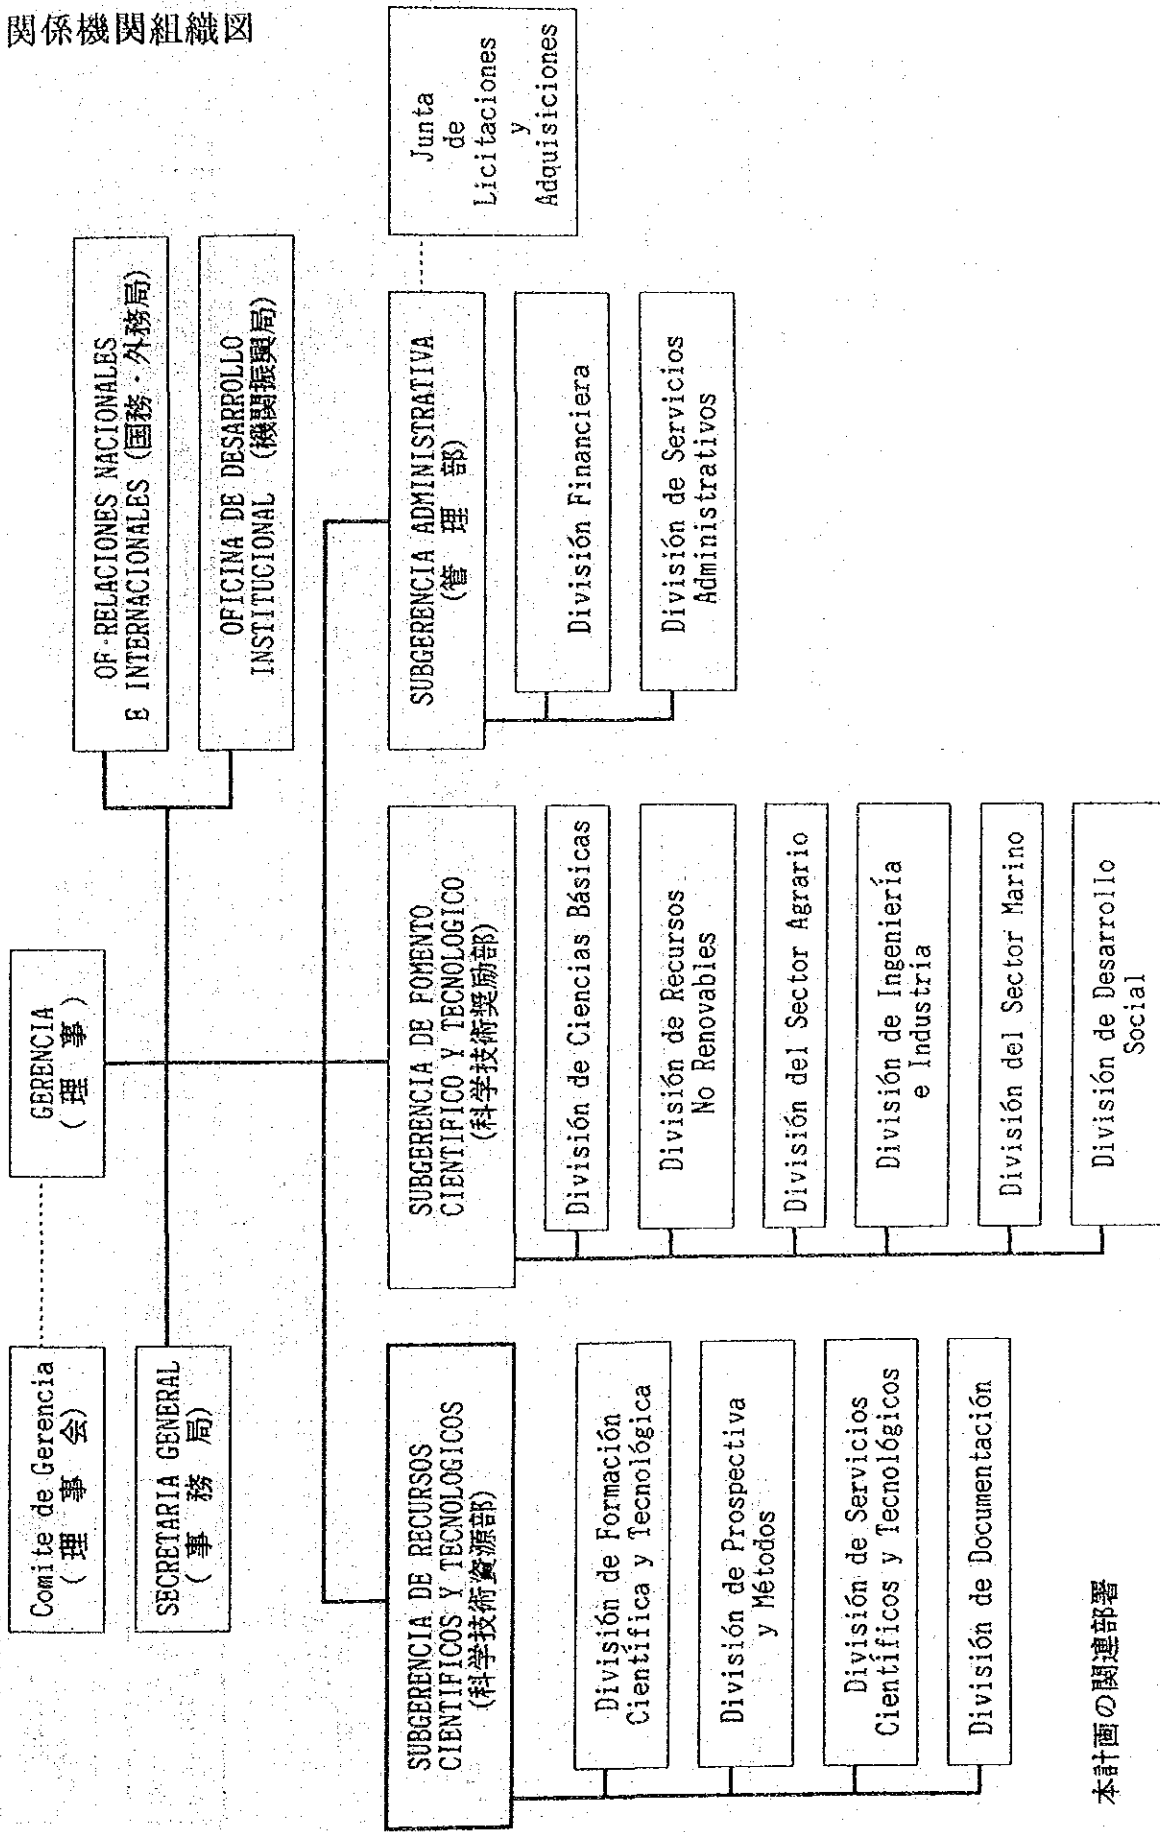 関係機関組織図
Comite de Gerencia
(理 事 会)
GERENCIA
(理 事)
SECRETARIA GENERAL
(事 務 局)
OF·RELACIONES NACIONALES
E INTERNACIONALES (国務・外務局)
OFICINA DE DESARROLLO
INSTITUCIONAL (機関振興局)
SUBGERENCIA DE RECURSOS
CIENTIFICOS Y TECNOLOGICOS
(科学技術資源部)
División de Formación
Científica y Tecnológica
División de Prospectiva
y Métodos
División de Servicios
Científicos y Tecnológicos
División de Documentación
SUBGERENCIA DE FOMENTO
CIENTIFICO Y TECNOLOGICO
(科学技術奨励部)
División de Ciencias Básicas
División de Recursos
No Renovables
División del Sector Agrario
División de Ingeniería
e Industria
División del Sector Marino
División de Desarrollo
Social
SUBGERENCIA ADMINISTRATIVA
(管 理 部)
División Financiera
División de Servicios
Administrativos
Junta
de
Licitaciones
y
Adquisiciones
本計画の関連部署